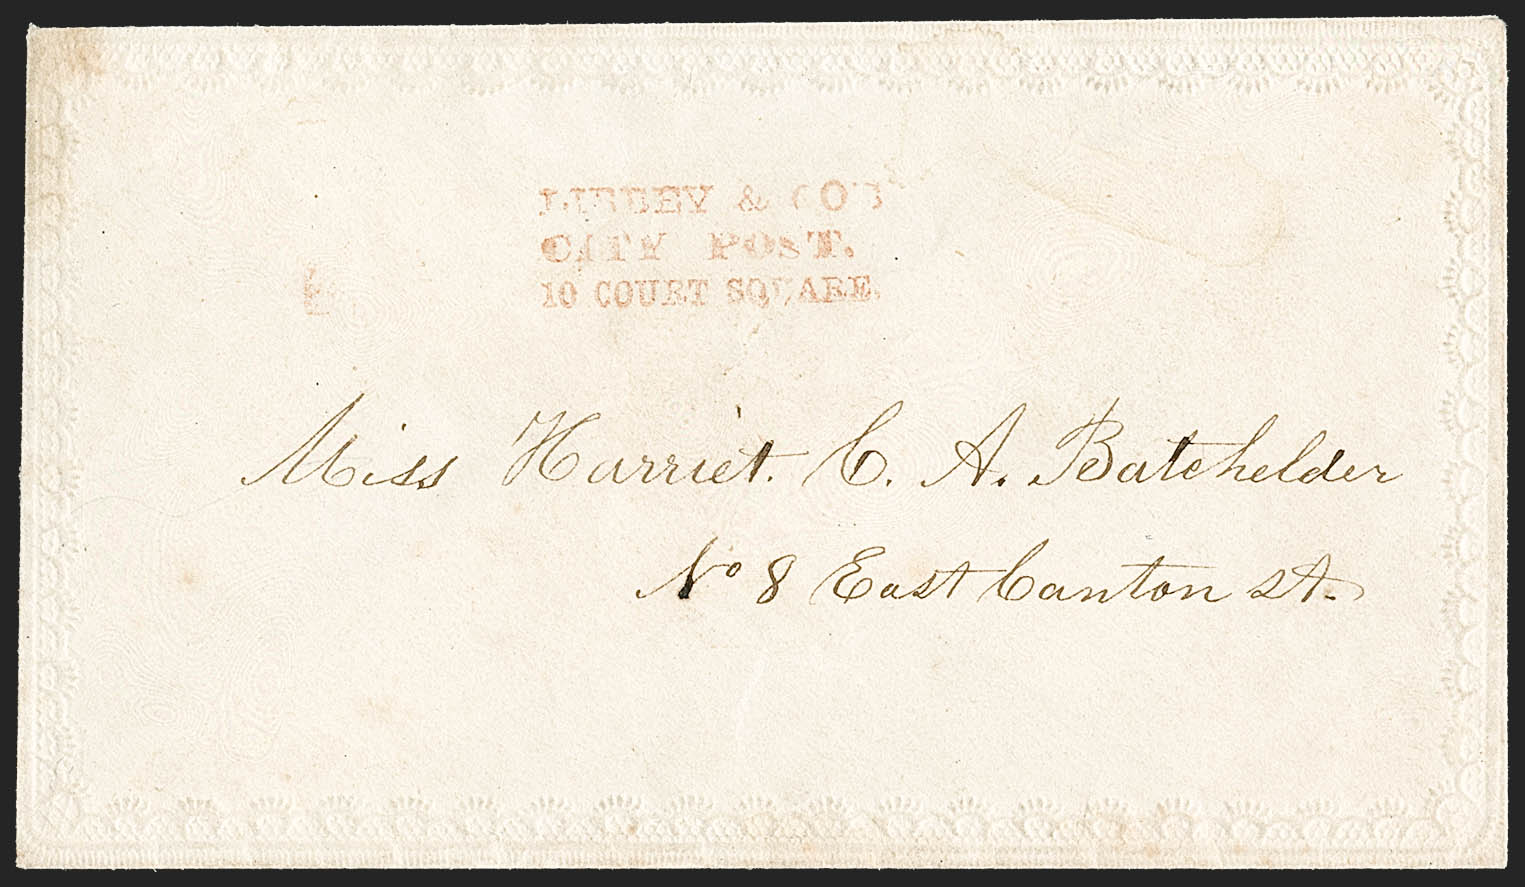 LIBBEY & CO'S
CITY POST.
10 COURT SQUARE.
Miss Harriet. C. A. Batchelder
No 8 East Canton St.